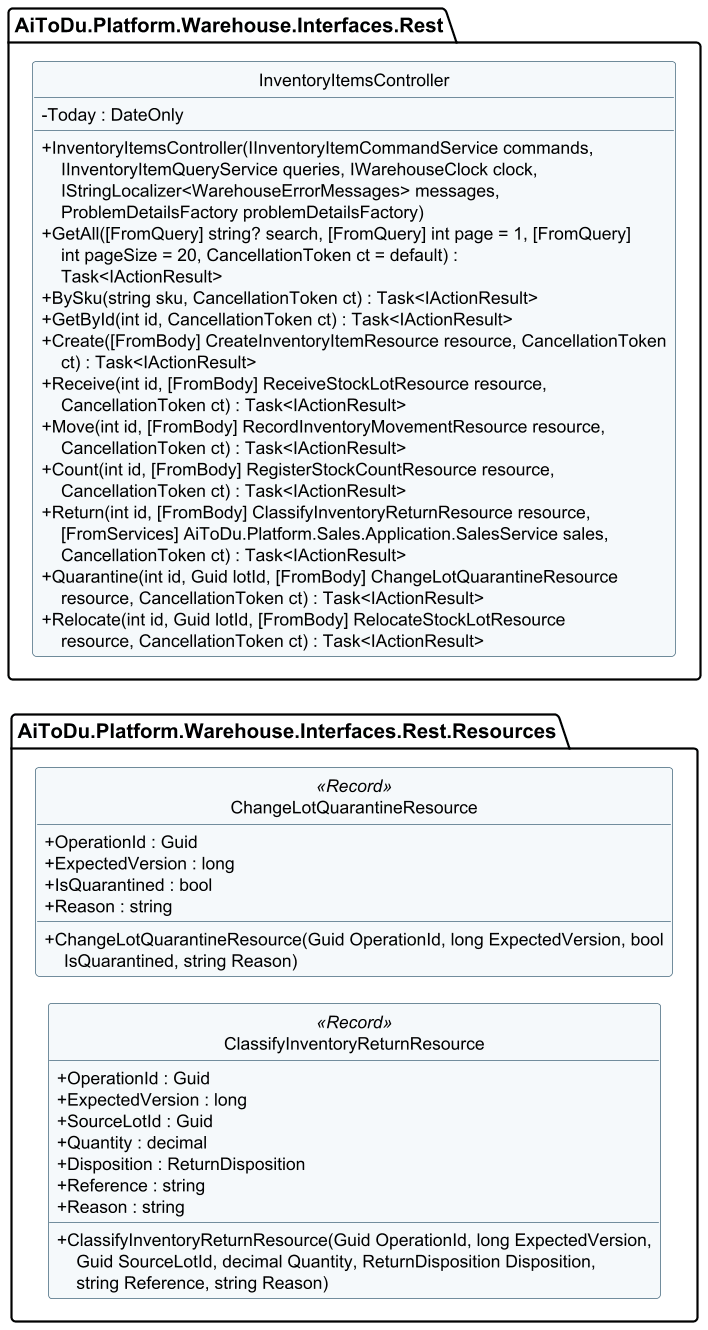 AiToDu.Platform.Warehouse.Interfaces.Rest
InventoryItemsController
-Today : DateOnly
+InventoryItemsController(IInventoryItemCommandService commands,
IInventoryItemQueryService queries, IWarehouseClock clock,
IStringLocalizer<WarehouseErrorMessages> messages,
ProblemDetailsFactory problemDetailsFactory)
+GetAll([FromQuery] string? search, [FromQuery] int page = 1, [FromQuery]
int pageSize = 20, CancellationToken ct = default) :
Task<IActionResult>
+BySku(string sku, CancellationToken ct) : Task<IActionResult>
+GetById(int id, CancellationToken ct) : Task<IActionResult>
+Create([FromBody] CreateInventoryItemResource resource, CancellationToken
ct) : Task<IActionResult>
+Receive(int id, [FromBody] ReceiveStockLotResource resource,
CancellationToken ct) : Task<IActionResult>
+Move(int id, [FromBody] RecordInventoryMovementResource resource,
CancellationToken ct) : Task<IActionResult>
+Count(int id, [FromBody] RegisterStockCountResource resource,
CancellationToken ct) : Task<IActionResult>
+Return(int id, [FromBody] ClassifyInventoryReturnResource resource,
[FromServices] AiToDu.Platform.Sales.Application.SalesService sales,
CancellationToken ct) : Task<IActionResult>
+Quarantine(int id, Guid lotId, [FromBody] ChangeLotQuarantineResource
resource, CancellationToken ct) : Task<IActionResult>
+Relocate(int id, Guid lotId, [FromBody] RelocateStockLotResource
resource, CancellationToken ct) : Task<IActionResult>
AiToDu.Platform.Warehouse.Interfaces.Rest.Resources
«Record»
ChangeLotQuarantineResource
+OperationId : Guid
+ExpectedVersion : long
+IsQuarantined : bool
+Reason : string
+ChangeLotQuarantineResource(Guid OperationId, long ExpectedVersion, bool
IsQuarantined, string Reason)
«Record»
ClassifyInventoryReturnResource
+OperationId : Guid
+ExpectedVersion : long
+SourceLotId : Guid
+Quantity : decimal
+Disposition : ReturnDisposition
+Reference : string
+Reason : string
+ClassifyInventoryReturnResource(Guid OperationId, long ExpectedVersion,
Guid SourceLotId, decimal Quantity, ReturnDisposition Disposition,
string Reference, string Reason)